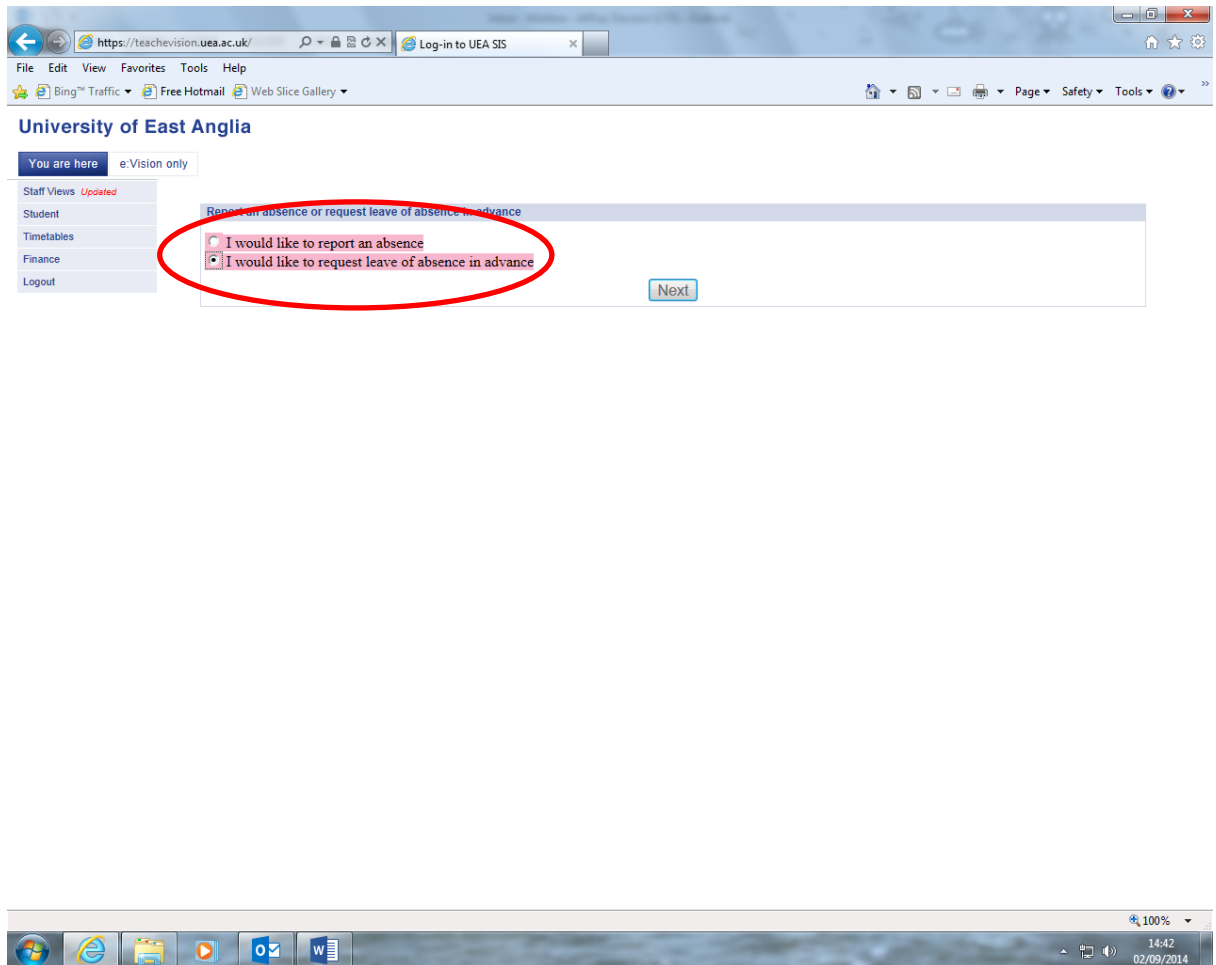 https://teachevision.uea.ac.uk/
Log-in to UEA SIS
File Edit View Favorites Tools Help
Bing™ Traffic Free Hotmail Web Slice Gallery
Page Safety Tools
University of East Anglia
You are here e:Vision only
Staff Views Updated
Student
Timetables
Finance
Logout
Report an absence or request leave of absence in advance
I would like to report an absence
I would like to request leave of absence in advance
Next
100%
14:42
02/09/2014